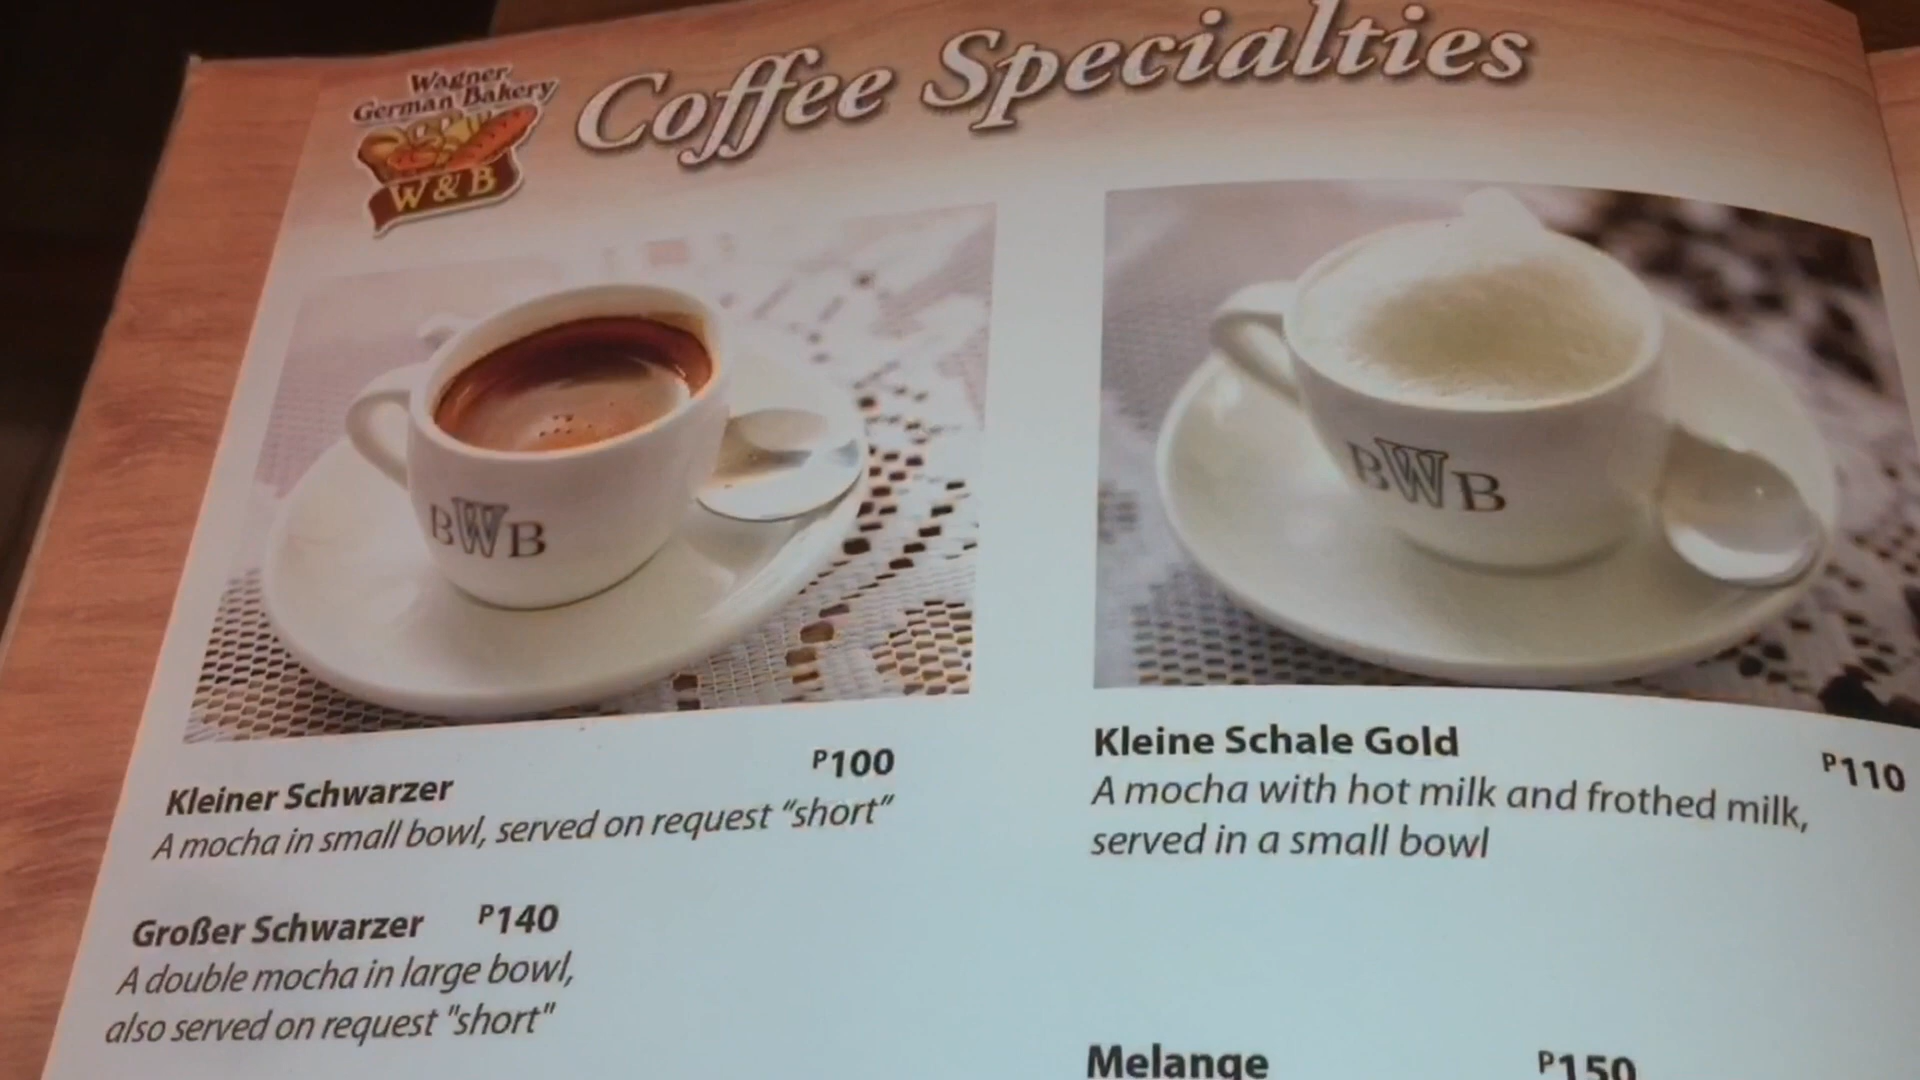 Wagner
German Bakery
W & B
Coffee Specialties
BWB
BWB
Kleiner Schwarzer P100
A mocha in small bowl, served on request “short”
Großer Schwarzer P140
A double mocha in large bowl,
also served on request "short"
Kleine Schale Gold P110
A mocha with hot milk and frothed milk,
served in a small bowl
Melange P150